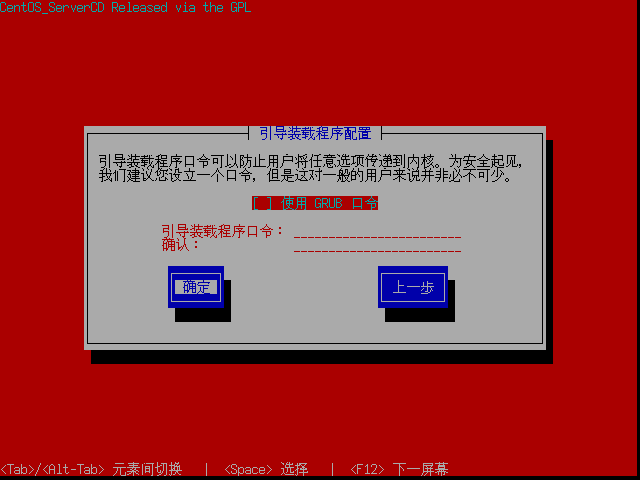 CentOS_ServerCD Released via the GPL
引导装载程序配置
引导装载程序口令可以防止用户将任意选项传递到内核。为安全起见,
我们建议您设立一个口令,但是这对一般的用户来说并非必不可少。
[ ] 使用 GRUB 口令
引导装载程序口令: ________________________
确认: ________________________
确定 上一步
<Tab>/<Alt-Tab> 元素间切换 | <Space> 选择 | <F12> 下一屏幕